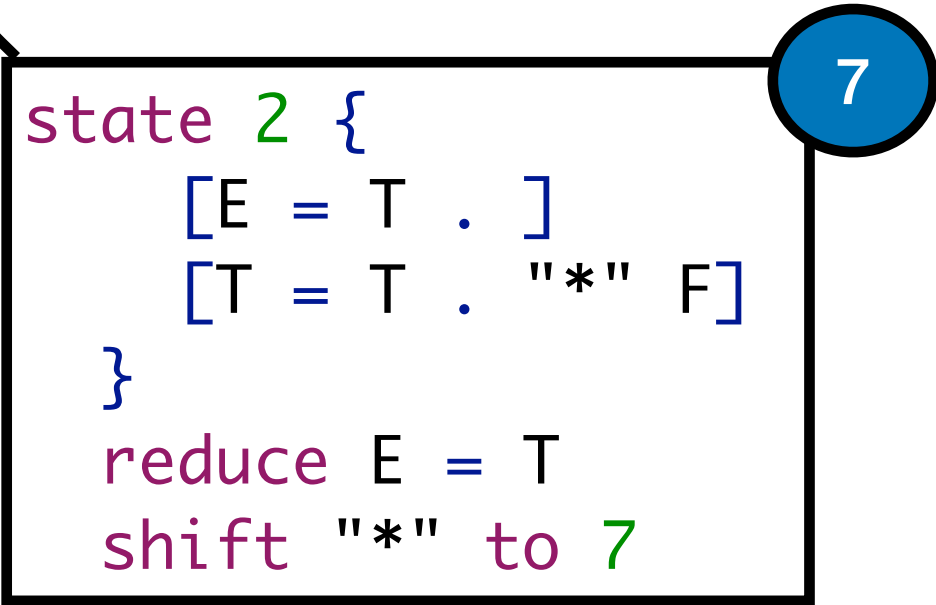 7
state 2 {
[E = T . ]
[T = T . "*" F]
}
reduce E = T
shift "*" to 7